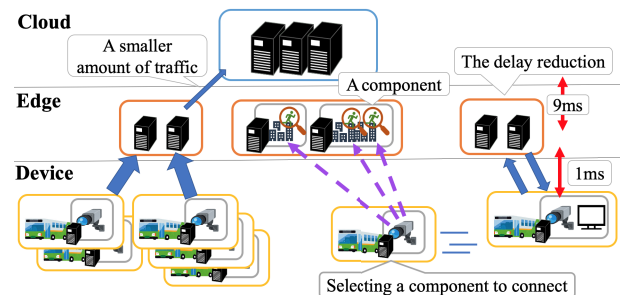 Cloud
A smaller
amount of traffic
The delay reduction
A component
Edge
9ms
Device
1ms
Selecting a component to connect